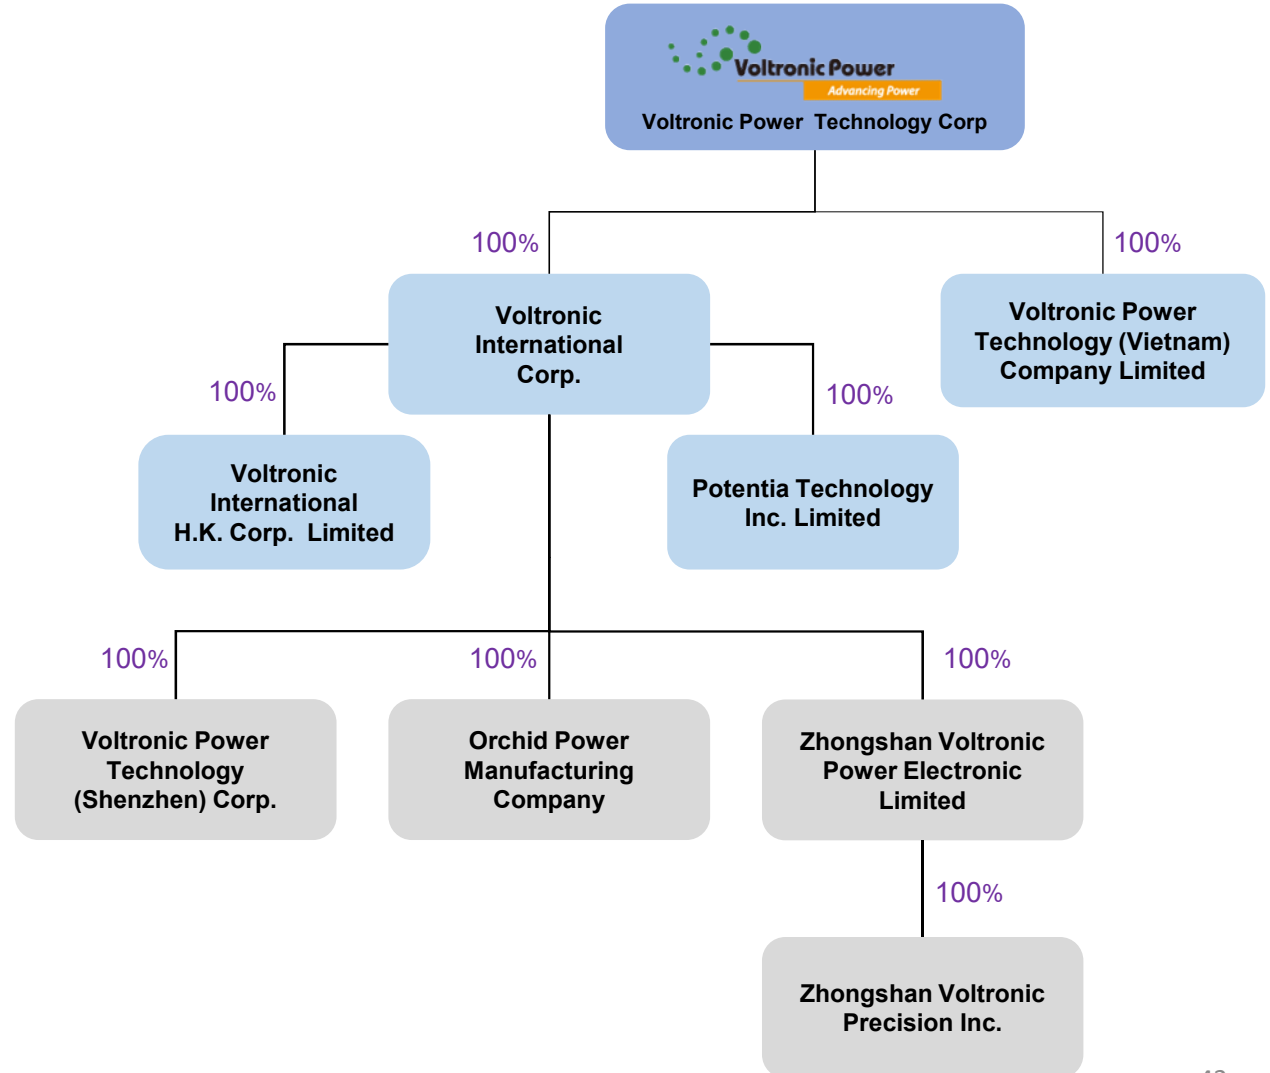 Voltronic Power
Advancing Power
Voltronic Power Technology Corp
100%
100%
Voltronic
International
Corp.
Voltronic Power
Technology (Vietnam)
Company Limited
100%
100%
Voltronic
International
H.K. Corp. Limited
Potentia Technology
Inc. Limited
100%
100%
100%
Voltronic Power
Technology
(Shenzhen) Corp.
Orchid Power
Manufacturing
Company
Zhongshan Voltronic
Power Electronic
Limited
100%
Zhongshan Voltronic
Precision Inc.